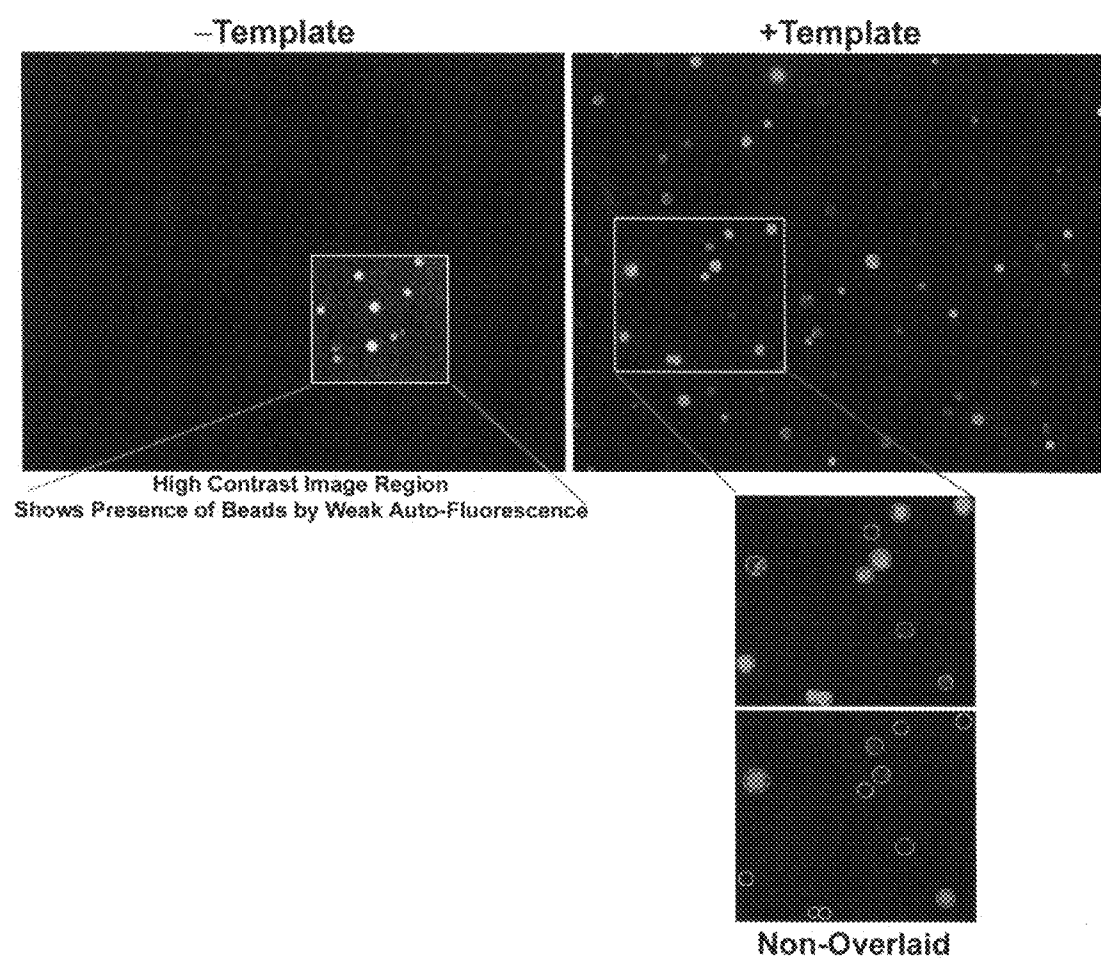 –Template
+Template
High Contrast Image Region
Shows Presence of Beads by Weak Auto-Fluorescence
Non-Overlaid